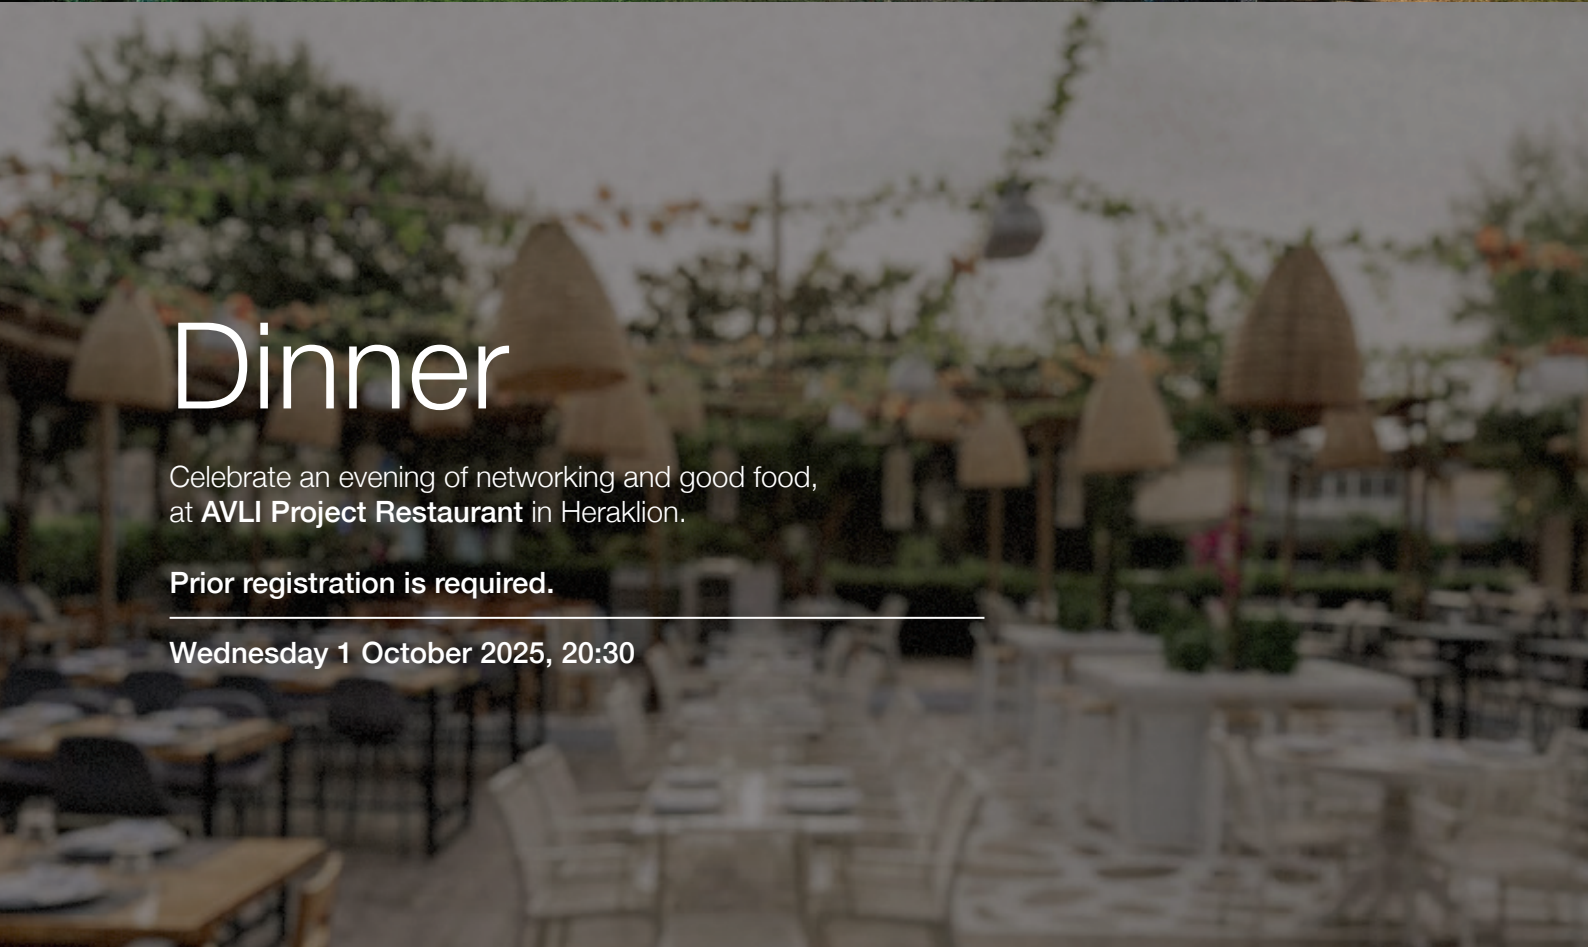 Dinner
Celebrate an evening of networking and good food,
at AVLI Project Restaurant in Heraklion.
Prior registration is required.
Wednesday 1 October 2025, 20:30